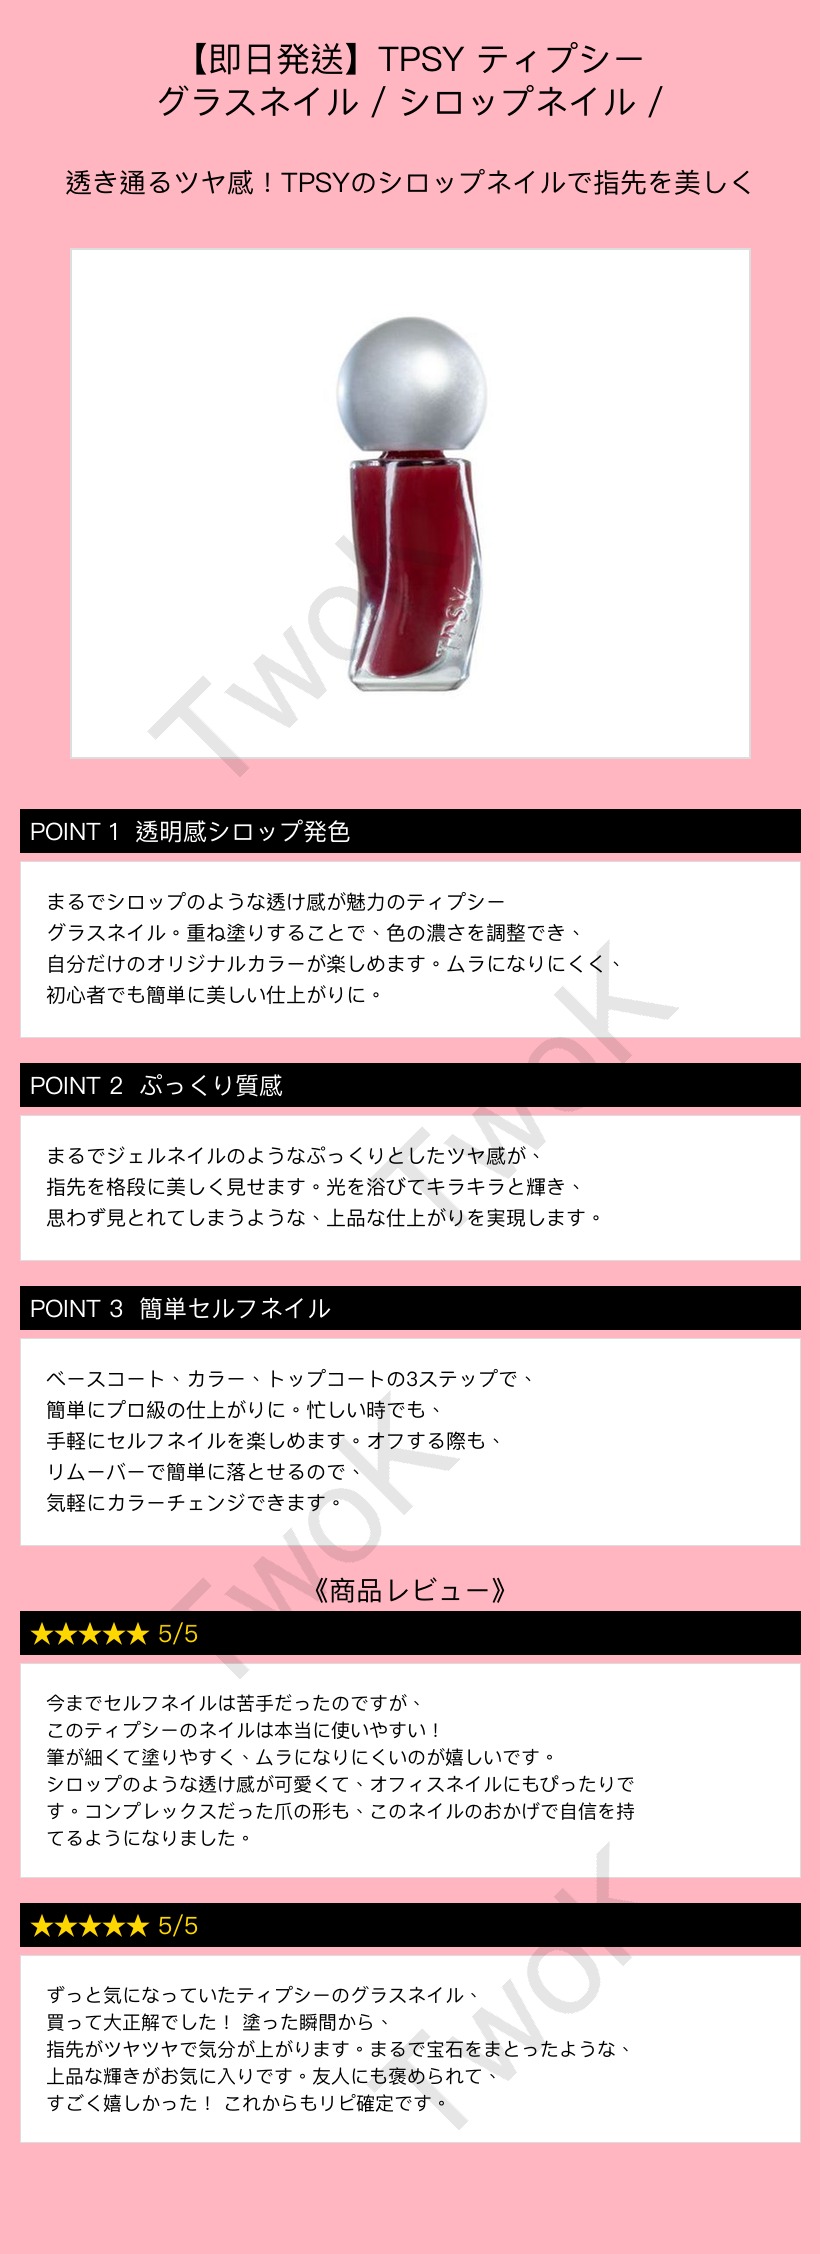 【即日発送】TPSY ティプシー
グラスネイル / シロップネイル /
透き通るツヤ感！TPSYのシロップネイルで指先を美しく
TPSY
TwoK
POINT 1 透明感シロップ発色
まるでシロップのような透け感が魅力のティプシー
グラスネイル。重ね塗りすることで、色の濃さを調整でき、
自分だけのオリジナルカラーが楽しめます。ムラになりにくく、
初心者でも簡単に美しい仕上がりに。
TwoK
POINT 2 ぷっくり質感
まるでジェルネイルのようなぷっくりとしたツヤ感が、
指先を格段に美しく見せます。光を浴びてキラキラと輝き、
思わず見とれてしまうような、上品な仕上がりを実現します。
POINT 3 簡単セルフネイル
ベースコート、カラー、トップコートの3ステップで、
簡単にプロ級の仕上がりに。忙しい時でも、
手軽にセルフネイルを楽しめます。オフする際も、
リムーバーで簡単に落とせるので、
気軽にカラーチェンジできます。
TwoK
《商品レビュー》
★★★★★ 5/5
今までセルフネイルは苦手だったのですが、
このティプシーのネイルは本当に使いやすい！
筆が細くて塗りやすく、ムラになりにくいのが嬉しいです。
シロップのような透け感が可愛くて、オフィスネイルにもぴったりで
す。コンプレックスだった爪の形も、このネイルのおかげで自信を持
てるようになりました。
★★★★★ 5/5
ずっと気になっていたティプシーのグラスネイル、
買って大正解でした！ 塗った瞬間から、
指先がツヤツヤで気分が上がります。まるで宝石をまとったような、
上品な輝きがお気に入りです。友人にも褒められて、
すごく嬉しかった！ これからもリピ確定です。
TwoK